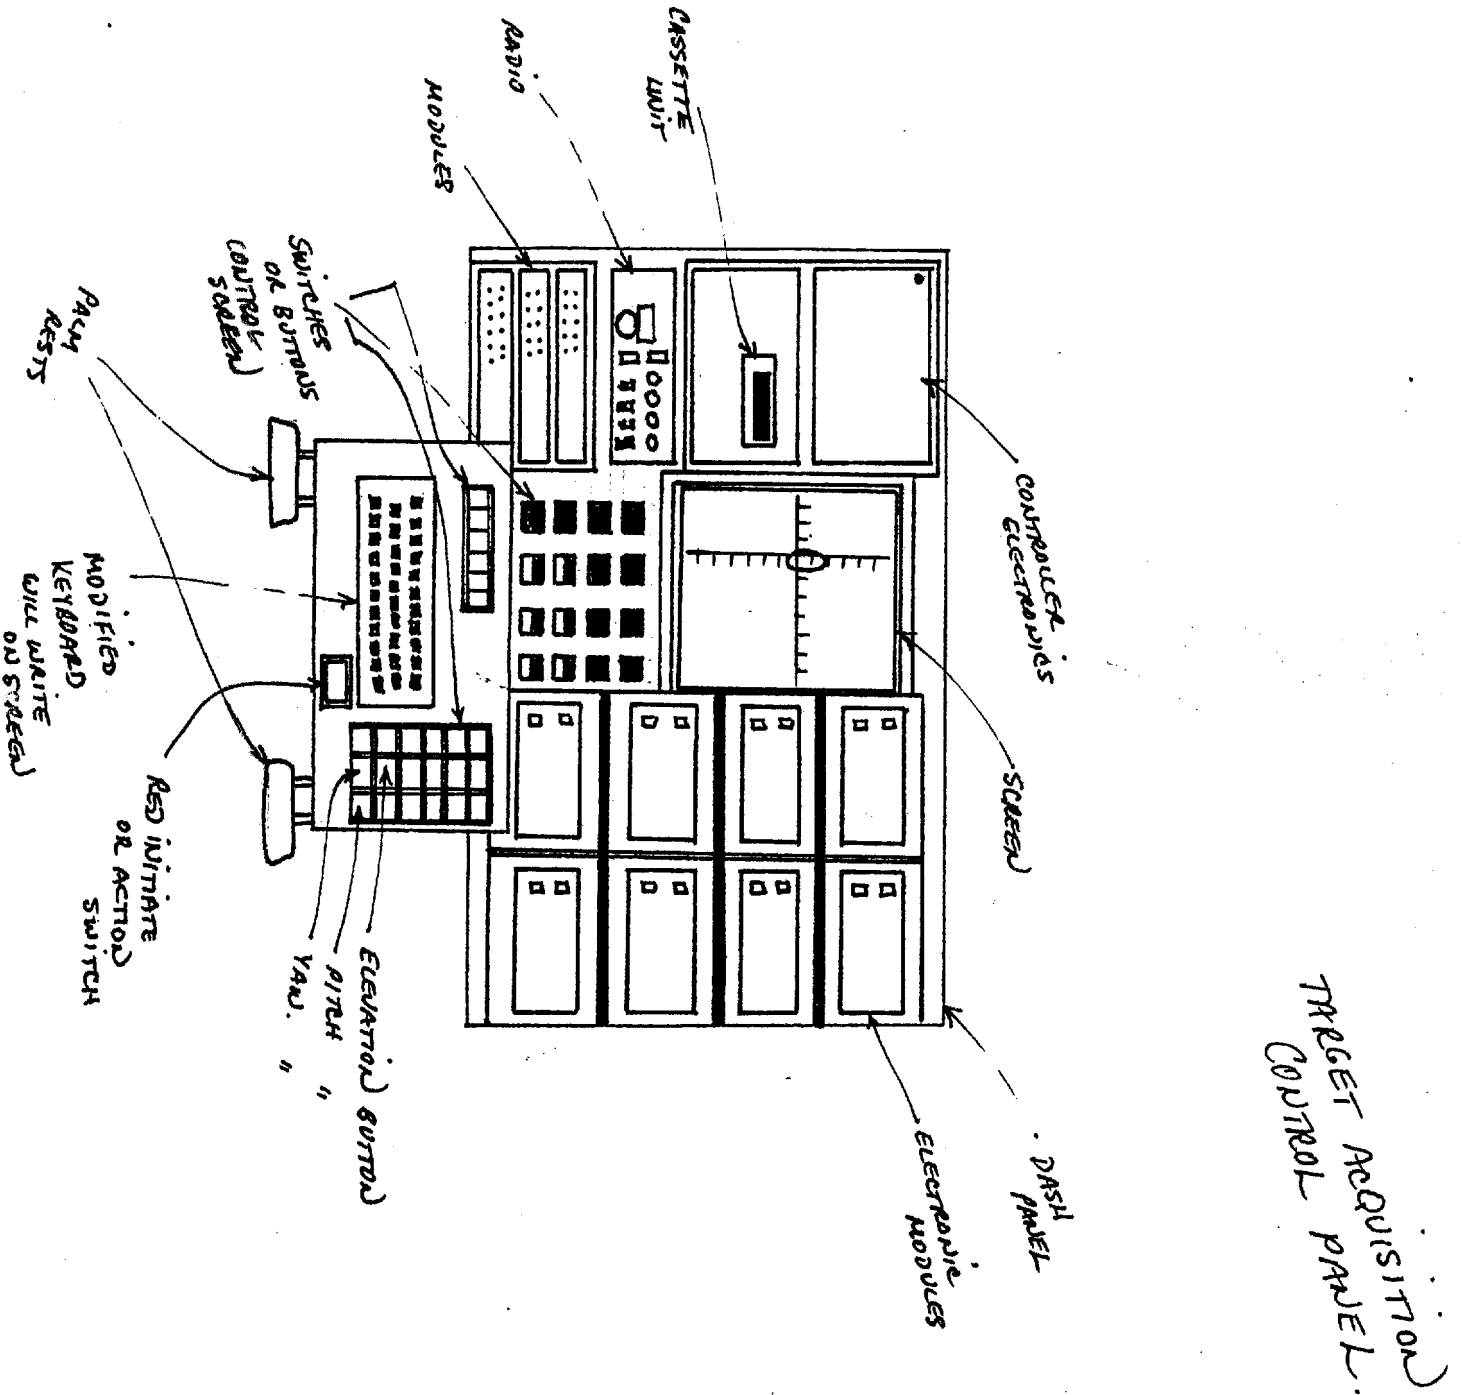 TARGET ACQUISITION
CONTROL PANEL.
CONTROLLER
ELECTRONICS
SCREEN
. DASH
PANEL
ELECTRONIC
MODULES
CASSETTE
UNIT
RADIO
MODULES
SWITCHES
OR BUTTONS
CONTROL
SCREEN
PALM
RESTS
MODIFIED
KEYBOARD
WILL WRITE
ON SCREEN
RED INITIATE
OR ACTION
SWITCH
ELEVATION BUTTON
PITCH "
YAW. "